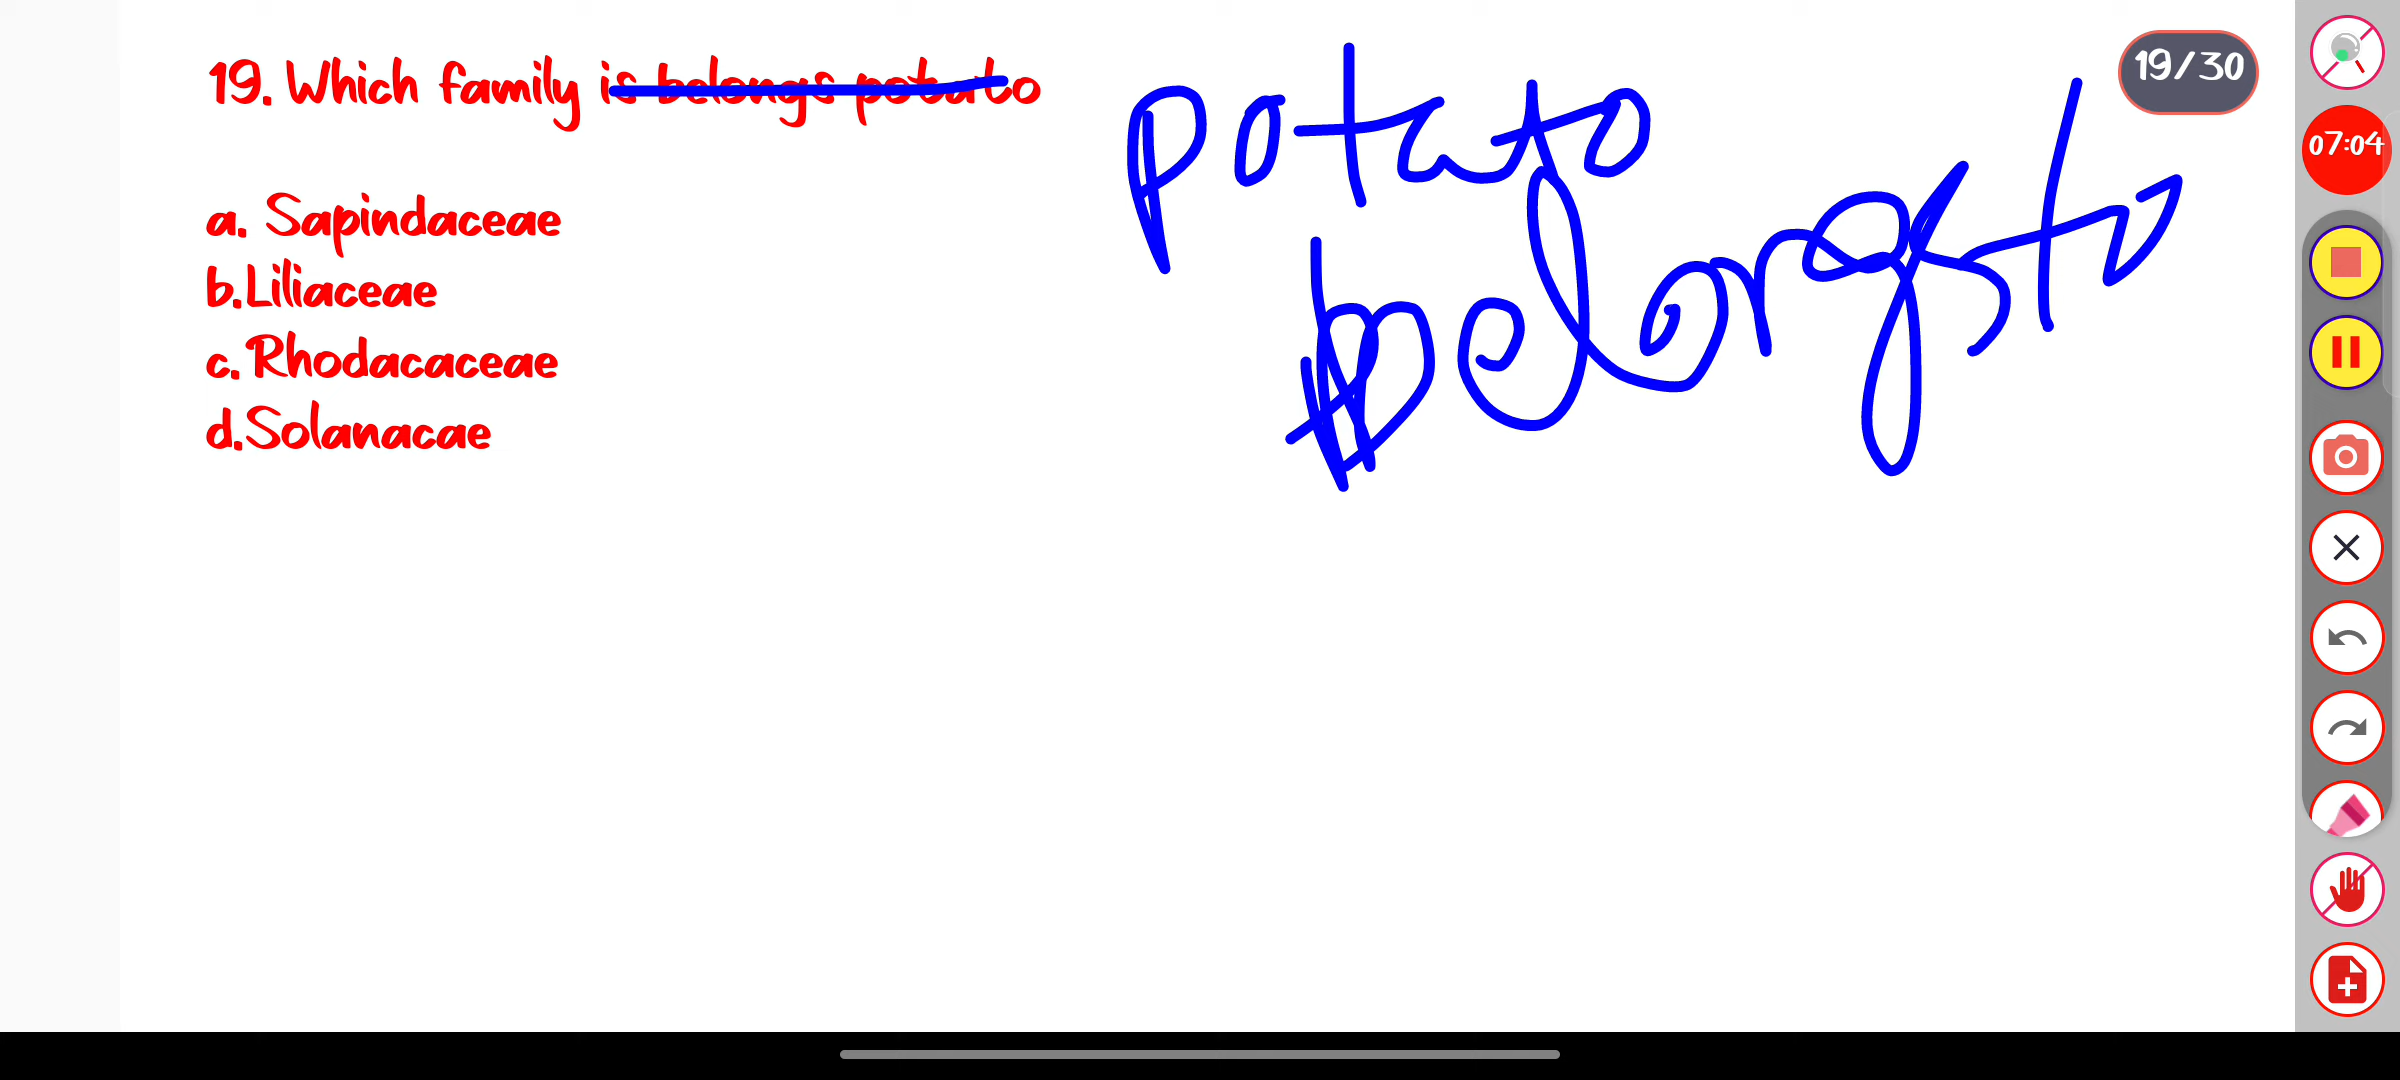 19. Which family is belongs potato
potato
belongs to
a. Sapindaceae
b.Liliaceae
c. Rhodacaceae
d.Solanacae
19/30
07:04